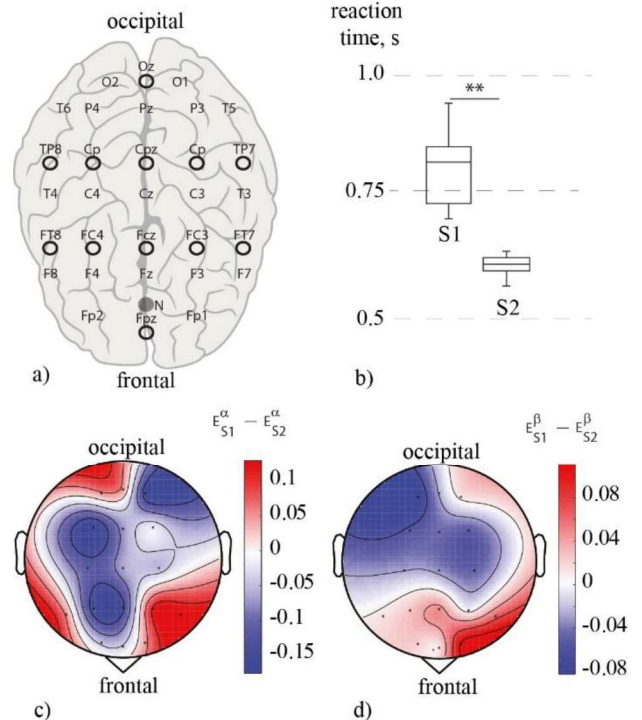 occipital
Oz
O2 O1
T6 P4 Pz P3 T5
TP8 Cp Cpz Cp TP7
T4 C4 Cz C3 T3
FT8 FC4 Fcz FC3 FT7
F8 F4 Fz F3 F7
N
Fp2 Fpz Fp1
a)
frontal
reaction
time, s
1.0
**
0.75
S1
S2
0.5
b)
E^α_S1 — E^α_S2
occipital
0.1
0.05
0
-0.05
-0.1
-0.15
frontal
c)
E^β_S1 — E^β_S2
occipital
0.08
0.04
0
-0.04
-0.08
frontal
d)